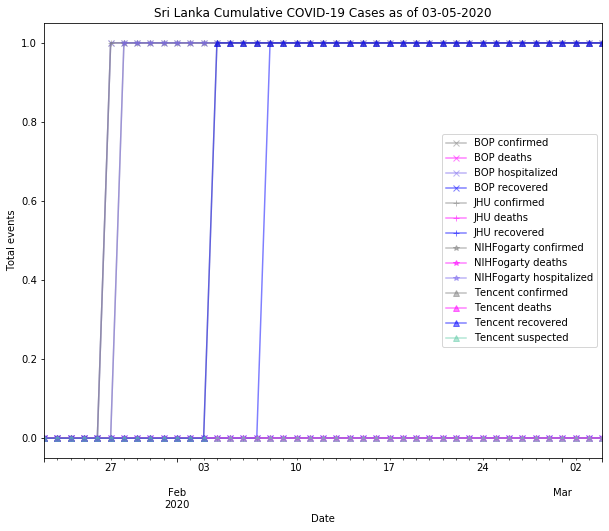 Sri Lanka Cumulative COVID-19 Cases as of 03-05-2020
1.0
0.8
0.6
0.4
0.2
0.0
Total events
BOP confirmed
BOP deaths
BOP hospitalized
BOP recovered
JHU confirmed
JHU deaths
JHU recovered
NIHFogarty confirmed
NIHFogarty deaths
NIHFogarty hospitalized
Tencent confirmed
Tencent deaths
Tencent recovered
Tencent suspected
27 03 10 17 24 02
Feb Mar
2020
Date